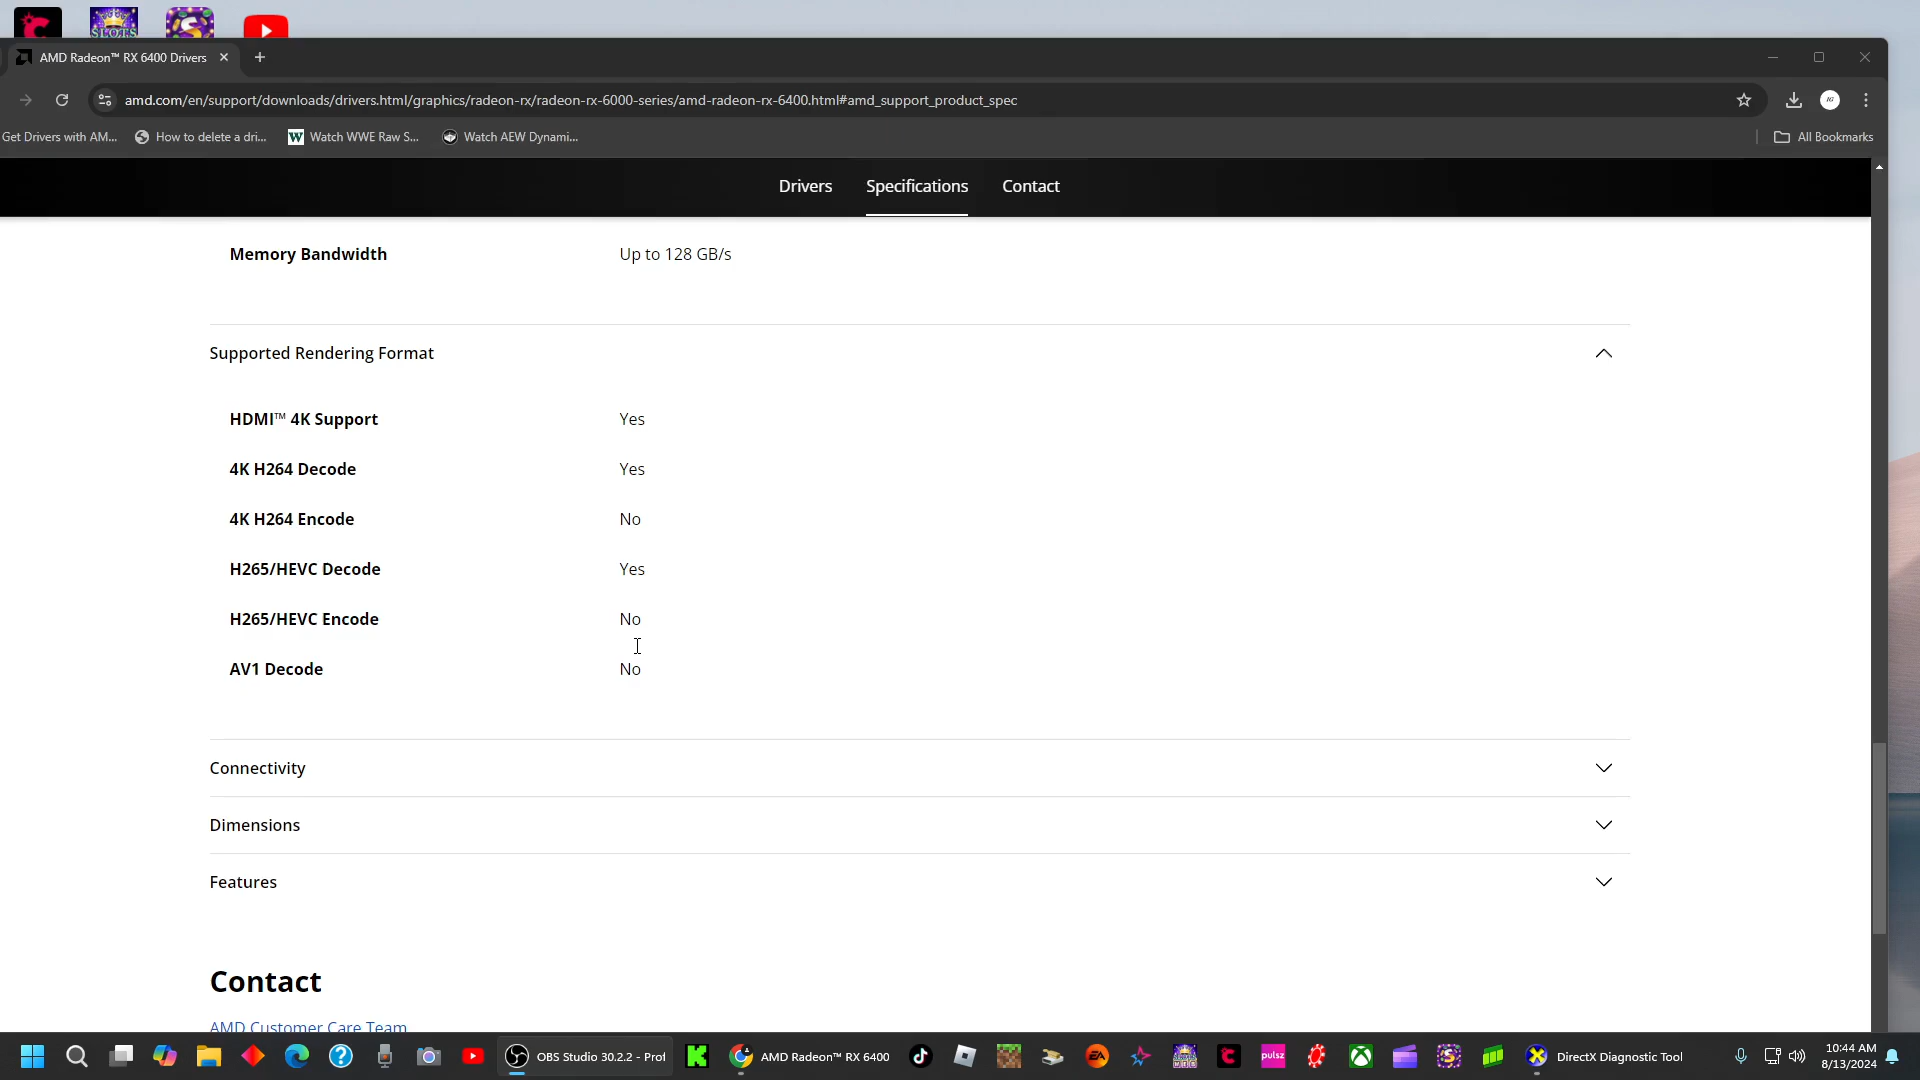 SLOTS
AMD Radeon™ RX 6400 Drivers
amd.com/en/support/downloads/drivers.html/graphics/radeon-rx/radeon-rx-6000-series/amd-radeon-rx-6400.html#amd_support_product_spec
Get Drivers with AM...
How to delete a dri...
W Watch WWE Raw S...
Watch AEW Dynami...
All Bookmarks
Drivers Specifications Contact
Memory Bandwidth Up to 128 GB/s
Supported Rendering Format
HDMI™ 4K Support Yes
4K H264 Decode Yes
4K H264 Encode No
H265/HEVC Decode Yes
H265/HEVC Encode No
AV1 Decode No
Connectivity
Dimensions
Features
Contact
AMD Customer Care Team
OBS Studio 30.2.2 - Prof
AMD Radeon™ RX 6400
EA
pulsz
DirectX Diagnostic Tool
10:44 AM
8/13/2024